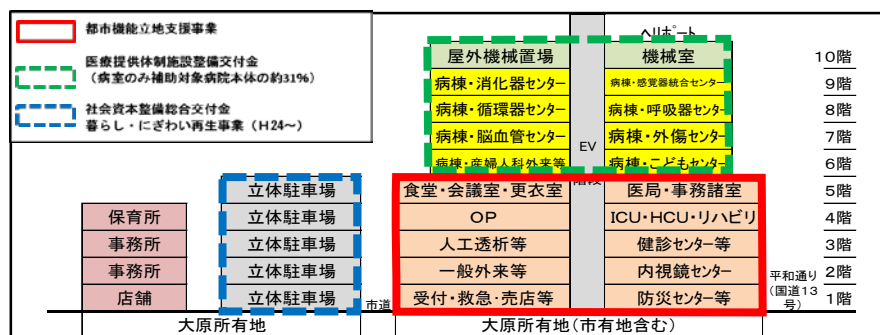 都市機能立地支援事業
医療提供体制施設整備交付金
(病室のみ補助対象病院本体の約31%)
社会資本整備総合交付金
暮らし・にぎわい再生事業(H24~)
ヘリポート
屋外機械置場 機械室 10階
病棟・消化器センター 病棟・感覚器統合センター 9階
病棟・循環器センター 病棟・呼吸器センター 8階
病棟・脳血管センター 病棟・外傷センター 7階
EV
病棟・産婦人科外来等 病棟・こどもセンター 6階
階段
立体駐車場 食堂・会議室・更衣室 医局・事務諸室 5階
保育所 立体駐車場 OP ICU・HCU・リハビリ 4階
事務所 立体駐車場 人工透析等 健診センター等 3階
事務所 立体駐車場 一般外来等 内視鏡センター 2階
店舗 立体駐車場 市道 受付・救急・売店等 防災センター等 1階
平和通り
(国道13
号)
大原所有地 大原所有地(市有地含む)